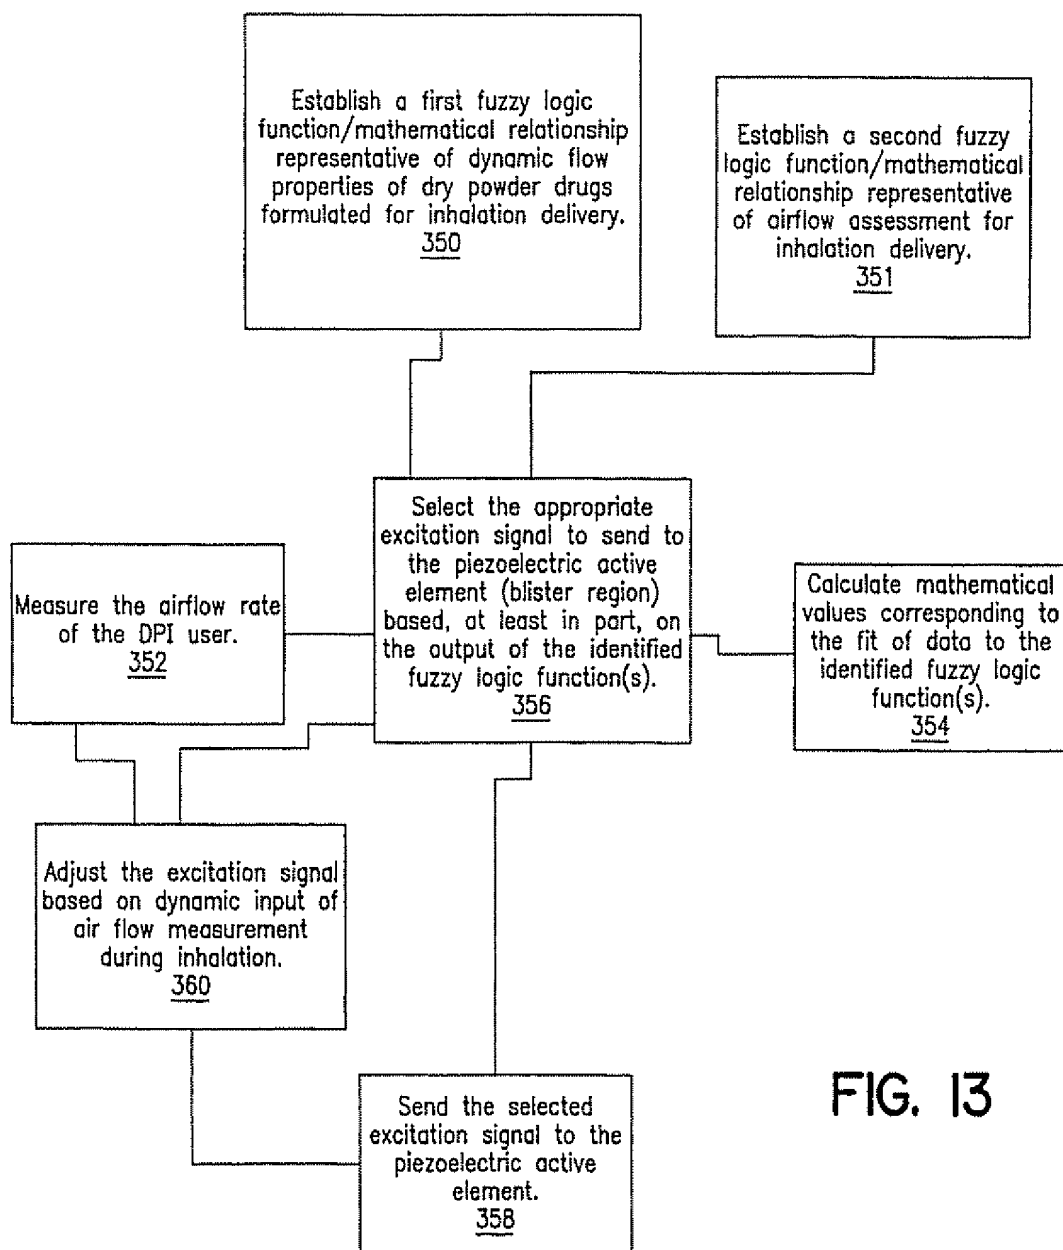 Establish a first fuzzy logic
function/mathematical relationship
representative of dynamic flow
properties of dry powder drugs
formulated for inhalation delivery.
350
Establish a second fuzzy
logic function/mathematical
relationship representative
of airflow assessment for
inhalation delivery.
351
Select the appropriate
excitation signal to send to
the piezoelectric active
element (blister region)
based, at least in part, on
the output of the identified
fuzzy logic function(s).
356
Measure the airflow rate
of the DPI user.
352
Calculate mathematical
values corresponding to
the fit of data to the
identified fuzzy logic
function(s).
354
Adjust the excitation signal
based on dynamic input of
air flow measurement
during inhalation.
360
Send the selected
excitation signal to the
piezoelectric active
element.
358
FIG. 13